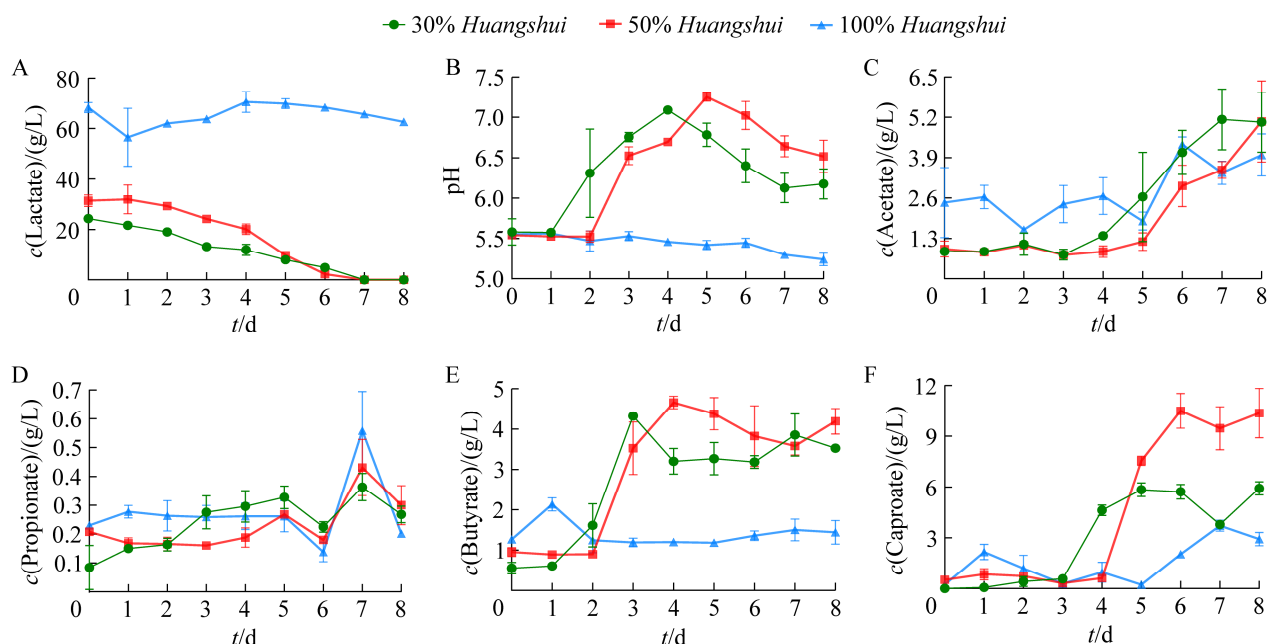 30% Huangshui 50% Huangshui 100% Huangshui
A
c(Lactate)/(g/L)
80
60
40
20
0 1 2 3 4 5 6 7 8
t/d
B
pH
7.5
7.0
6.5
6.0
5.5
5.0
0 1 2 3 4 5 6 7 8
t/d
C
c(Acetate)/(g/L)
6.5
5.2
3.9
2.6
1.3
0 1 2 3 4 5 6 7 8
t/d
D
c(Propionate)/(g/L)
0.7
0.6
0.5
0.4
0.3
0.2
0.1
0 1 2 3 4 5 6 7 8
t/d
E
c(Butyrate)/(g/L)
5
4
3
2
1
0 1 2 3 4 5 6 7 8
t/d
F
c(Caproate)/(g/L)
12
9
6
3
0 1 2 3 4 5 6 7 8
t/d